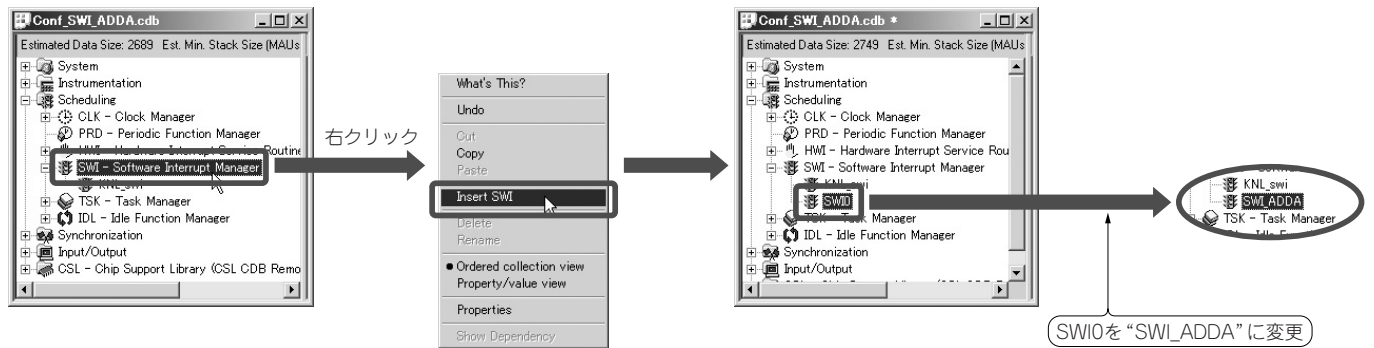 Conf_SWI_ADDA.cdb
Estimated Data Size: 2689 Est. Min. Stack Size (MAUs
System
Instrumentation
Scheduling
CLK - Clock Manager
PRD - Periodic Function Manager
HWI - Hardware Interrupt Service Routine
SWI - Software Interrupt Manager
KNL_swi
TSK - Task Manager
IDL - Idle Function Manager
Synchronization
Input/Output
CSL - Chip Support Library (CSL CDB Remo
右クリック
What's This?
Undo
Cut
Copy
Paste
Insert SWI
Delete
Rename
Ordered collection view
Property/value view
Properties
Show Dependency
Conf_SWI_ADDA.cdb *
Estimated Data Size: 2749 Est. Min. Stack Size (MAUs
System
Instrumentation
Scheduling
CLK - Clock Manager
PRD - Periodic Function Manager
HWI - Hardware Interrupt Service Rou
SWI - Software Interrupt Manager
KNL_swi
SWI0
TSK - Task Manager
IDL - Idle Function Manager
Synchronization
Input/Output
KNL_swi
SWI_ADDA
TSK - Task Manager
SWI0を“SWI_ADDA”に変更